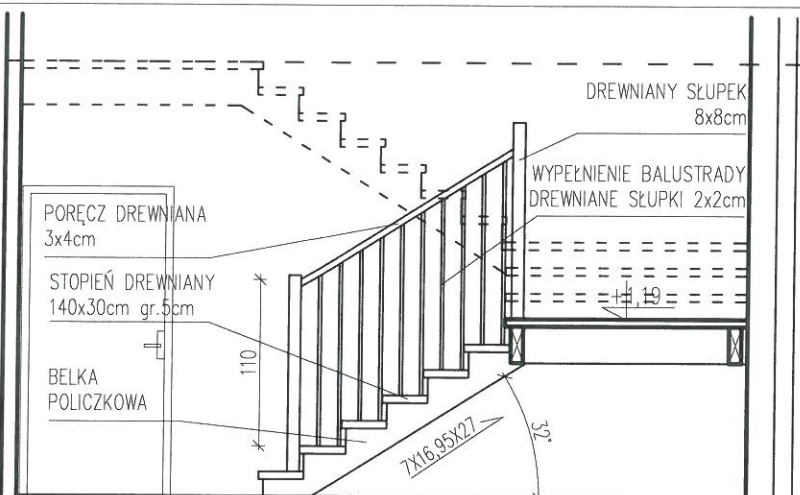 DREWNIANY SŁUPEK
8x8cm
WYPEŁNIENIE BALUSTRADY
DREWNIANE SŁUPKI 2x2cm
PORĘCZ DREWNIANA
3x4cm
STOPIEŃ DREWNIANY
140x30cm gr.5cm
+1,19
110
BELKA
POLICZKOWA
7X16,95X27
32°